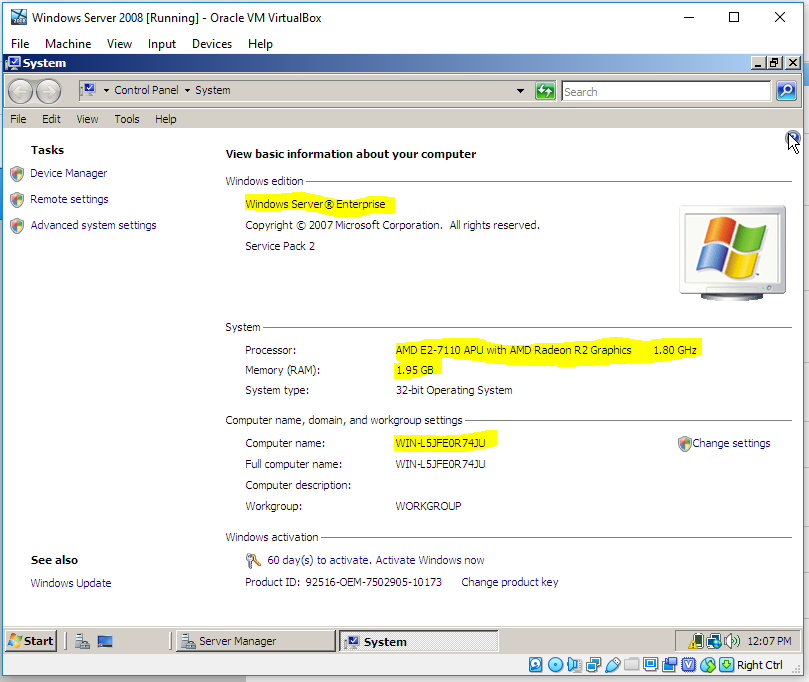 Windows Server 2008 [Running] - Oracle VM VirtualBox
File Machine View Input Devices Help
System
Control Panel System
Search
File Edit View Tools Help
Tasks
Device Manager
Remote settings
Advanced system settings
View basic information about your computer
Windows edition
Windows Server® Enterprise
Copyright © 2007 Microsoft Corporation. All rights reserved.
Service Pack 2
System
Processor: AMD E2-7110 APU with AMD Radeon R2 Graphics 1.80 GHz
Memory (RAM): 1.95 GB
System type: 32-bit Operating System
Computer name, domain, and workgroup settings
Computer name: WIN-L5JFE0R74JU
Change settings
Full computer name: WIN-L5JFE0R74JU
Computer description:
Workgroup: WORKGROUP
Windows activation
60 day(s) to activate. Activate Windows now
Product ID: 92516-OEM-7502905-10173 Change product key
See also
Windows Update
Start Server Manager System 12:07 PM
Right Ctrl